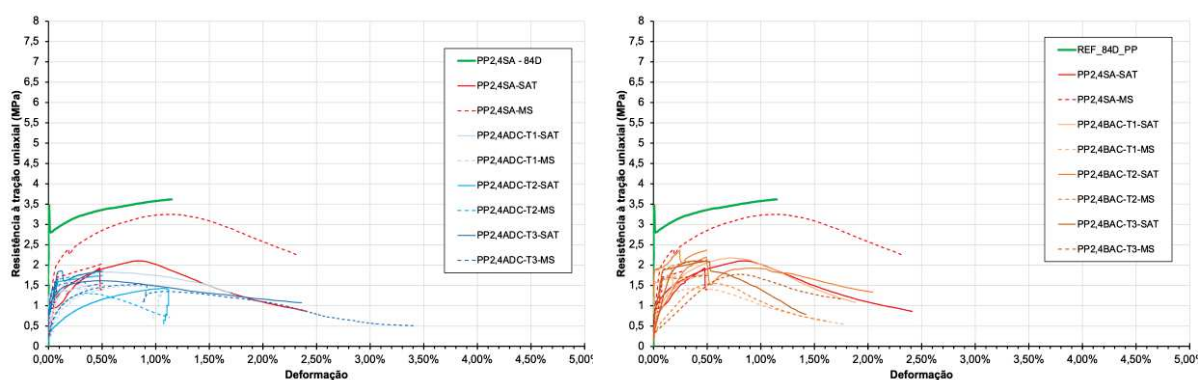 8
7,5
7
6,5
6
5,5
5
4,5
4
3,5
3
2,5
2
1,5
1
0,5
0
Resistência à tração uniaxial (MPa)
0,00%
0,50%
1,00%
1,50%
2,00%
2,50%
3,00%
3,50%
4,00%
4,50%
5,00%
Deformação
PP2,4SA - 84D
PP2,4SA-SAT
PP2,4SA-MS
PP2,4ADC-T1-SAT
PP2,4ADC-T1-MS
PP2,4ADC-T2-SAT
PP2,4ADC-T2-MS
PP2,4ADC-T3-SAT
PP2,4ADC-T3-MS
8
7,5
7
6,5
6
5,5
5
4,5
4
3,5
3
2,5
2
1,5
1
0,5
0
Resistência à tração uniaxial (MPa)
0,00%
0,50%
1,00%
1,50%
2,00%
2,50%
3,00%
3,50%
4,00%
4,50%
5,00%
Deformação
REF_84D_PP
PP2,4SA-SAT
PP2,4SA-MS
PP2,4BAC-T1-SAT
PP2,4BAC-T1-MS
PP2,4BAC-T2-SAT
PP2,4BAC-T2-MS
PP2,4BAC-T3-SAT
PP2,4BAC-T3-MS